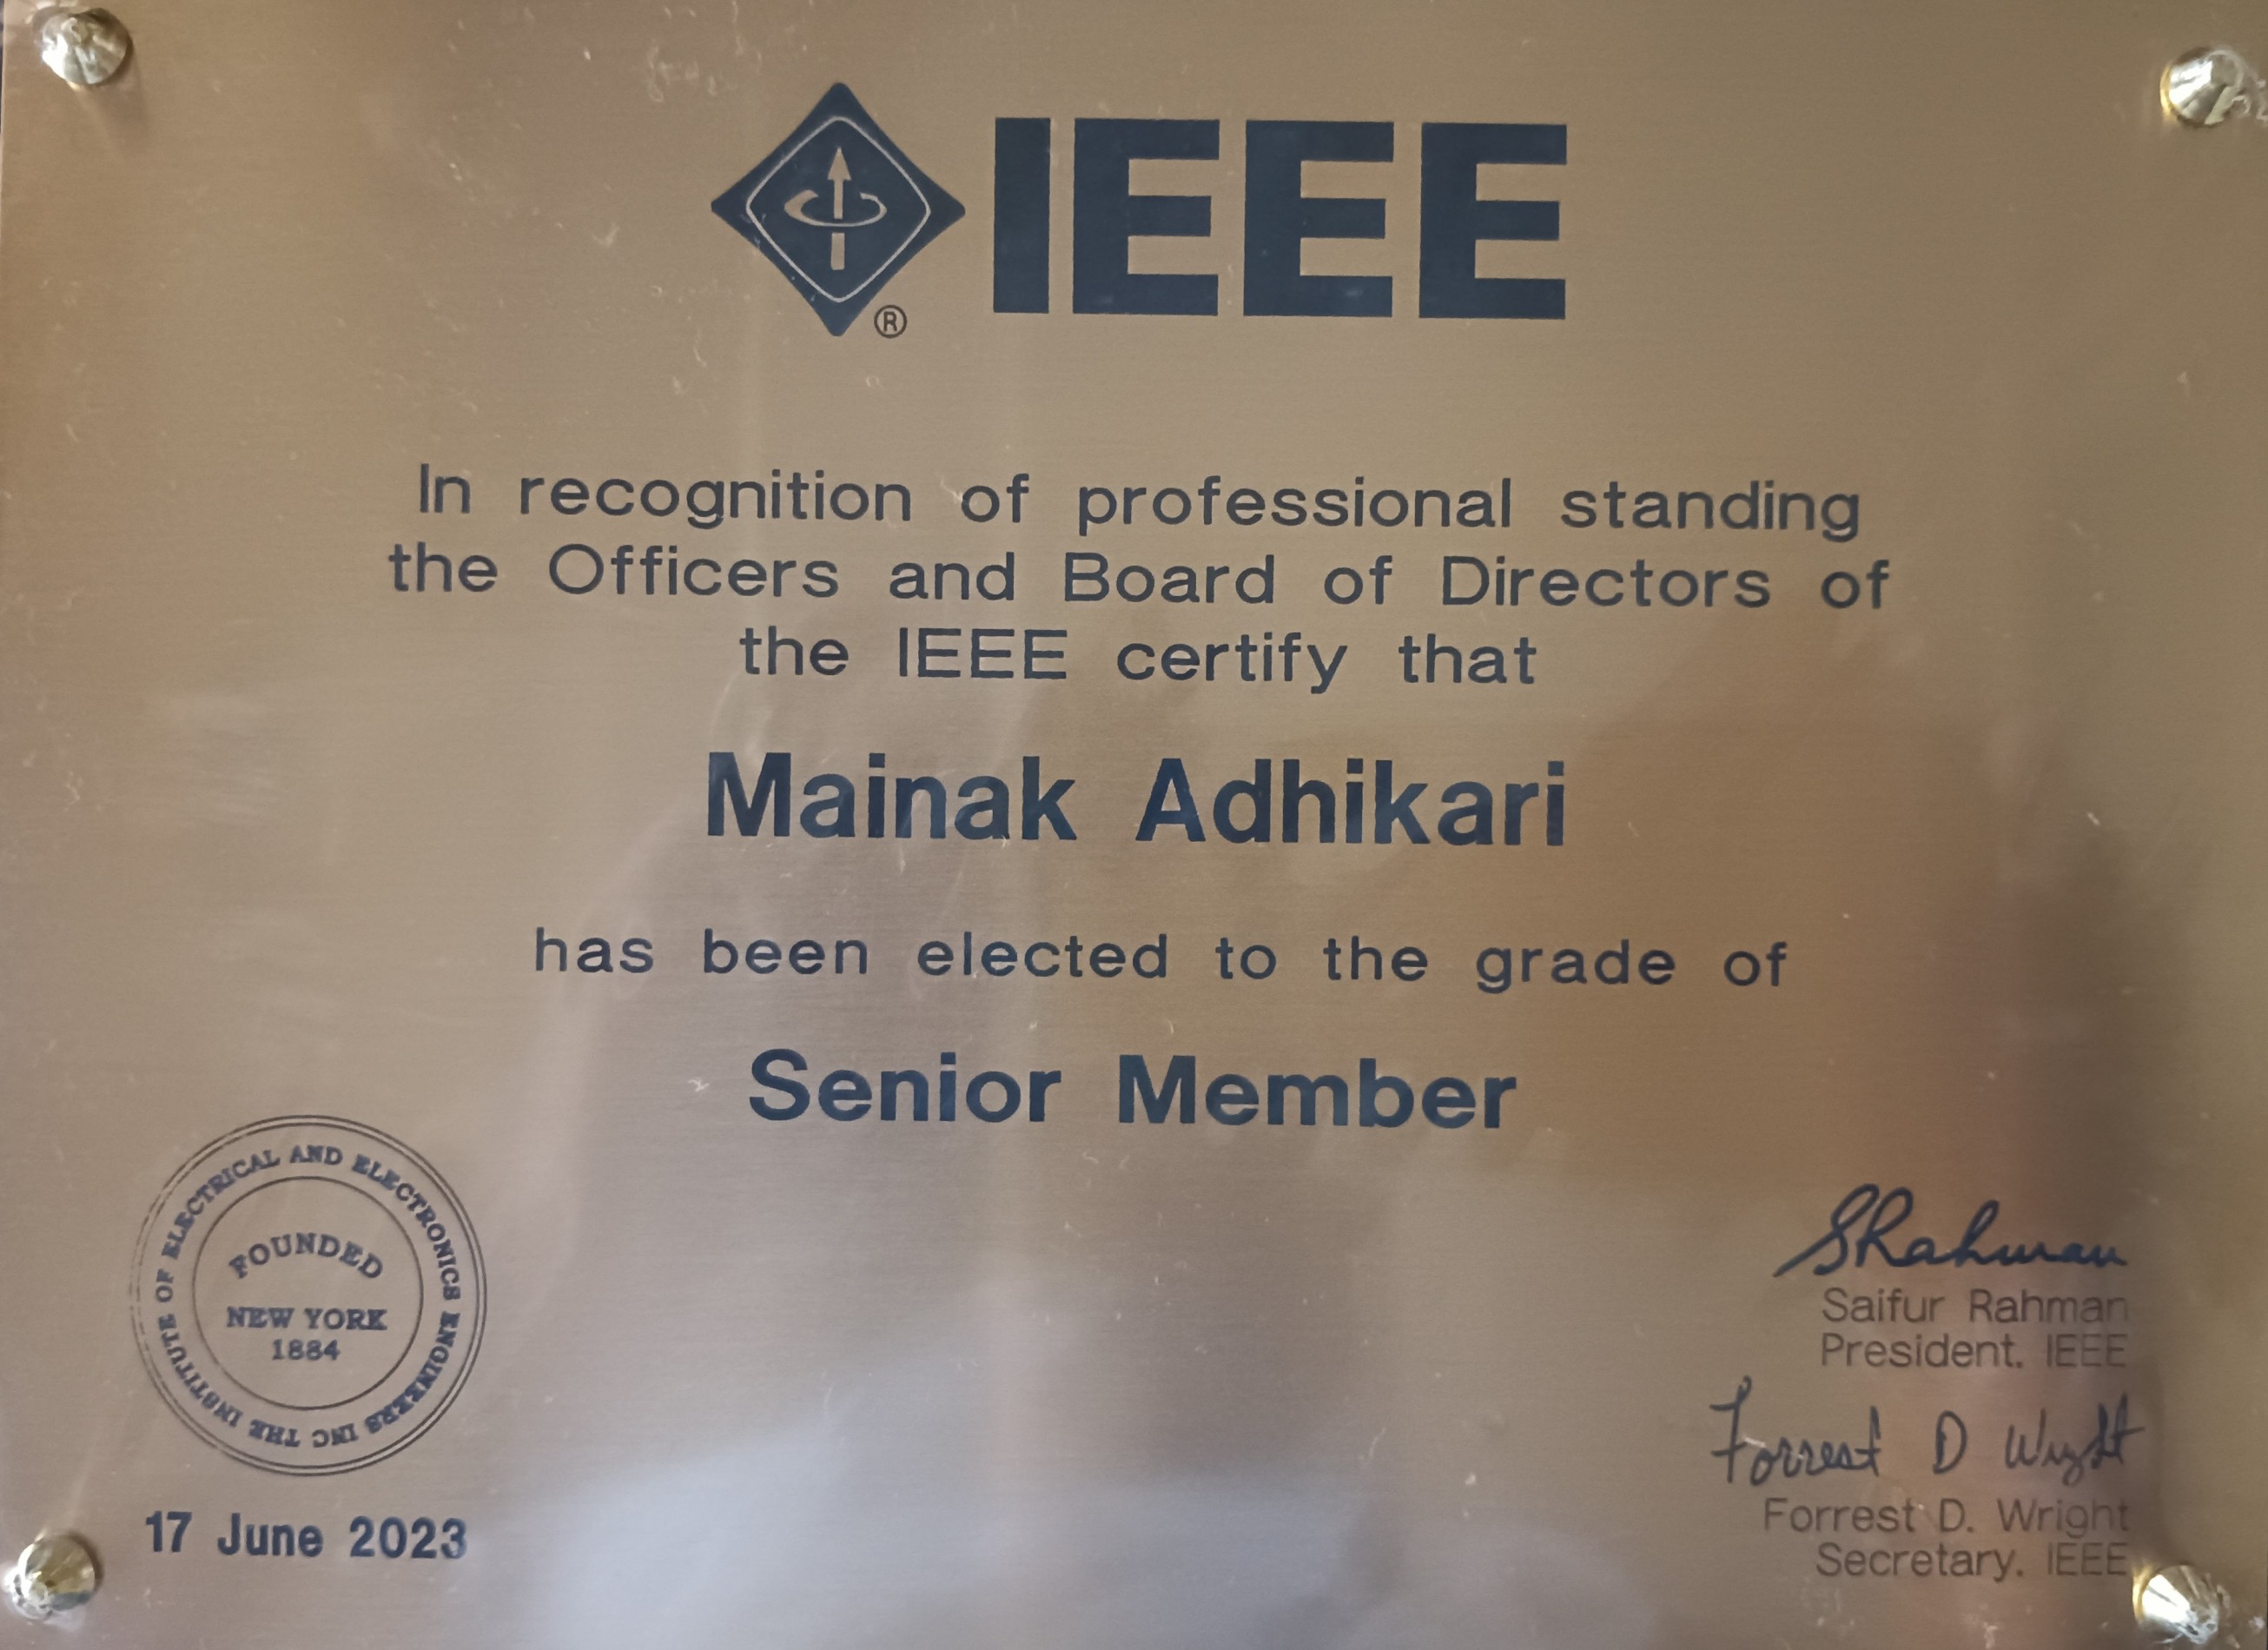 IEEE
®
In recognition of professional standing
the Officers and Board of Directors of
the IEEE certify that
Mainak Adhikari
has been elected to the grade of
Senior Member
THE INSTITUTE OF ELECTRICAL AND ELECTRONICS ENGINEERS INC
FOUNDED
NEW YORK
1884
17 June 2023
SRahman
Saifur Rahman
President, IEEE
Forrest D Wright
Forrest D. Wright
Secretary, IEEE